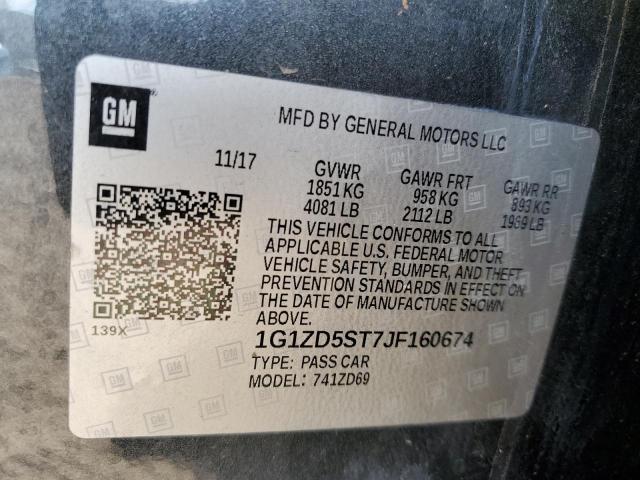 GM
MFD BY GENERAL MOTORS LLC
11/17
GVWR GAWR FRT GAWR RR
1851 KG 958 KG 893 KG
4081 LB 2112 LB 1969 LB
THIS VEHICLE CONFORMS TO ALL
APPLICABLE U.S. FEDERAL MOTOR
VEHICLE SAFETY, BUMPER, AND THEFT
PREVENTION STANDARDS IN EFFECT ON
THE DATE OF MANUFACTURE SHOWN
ABOVE.
139X
1G1ZD5ST7JF160674
TYPE: PASS CAR
MODEL: 741ZD69